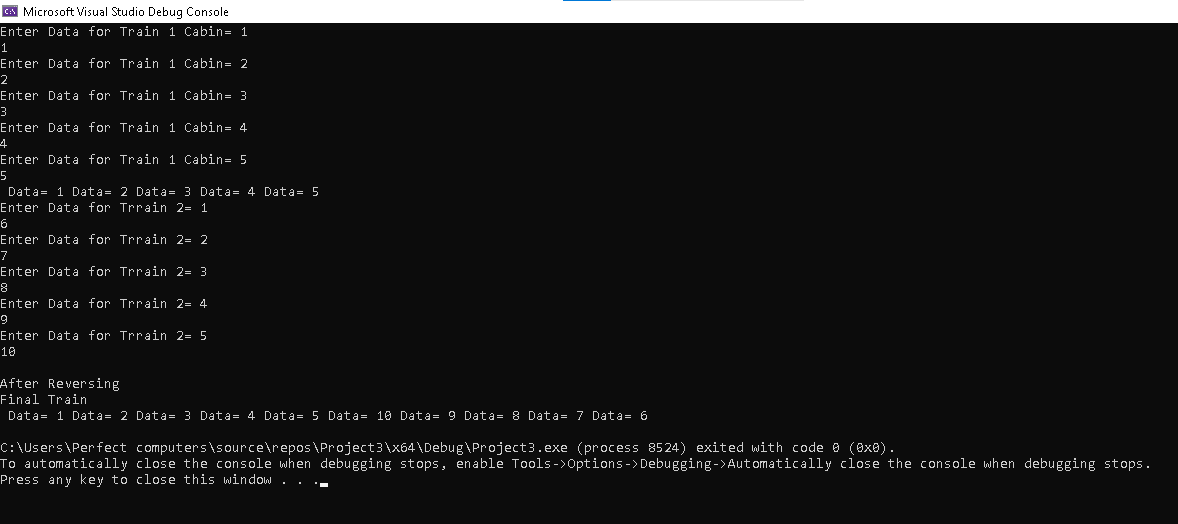 Microsoft Visual Studio Debug Console
Enter Data for Train 1 Cabin= 1
1
Enter Data for Train 1 Cabin= 2
2
Enter Data for Train 1 Cabin= 3
3
Enter Data for Train 1 Cabin= 4
4
Enter Data for Train 1 Cabin= 5
5
 Data= 1 Data= 2 Data= 3 Data= 4 Data= 5
Enter Data for Trrain 2= 1
6
Enter Data for Trrain 2= 2
7
Enter Data for Trrain 2= 3
8
Enter Data for Trrain 2= 4
9
Enter Data for Trrain 2= 5
10
After Reversing
Final Train
 Data= 1 Data= 2 Data= 3 Data= 4 Data= 5 Data= 10 Data= 9 Data= 8 Data= 7 Data= 6
C:\Users\Perfect computers\source\repos\Project3\x64\Debug\Project3.exe (process 8524) exited with code 0 (0x0).
To automatically close the console when debugging stops, enable Tools->Options->Debugging->Automatically close the console when debugging stops.
Press any key to close this window . . .